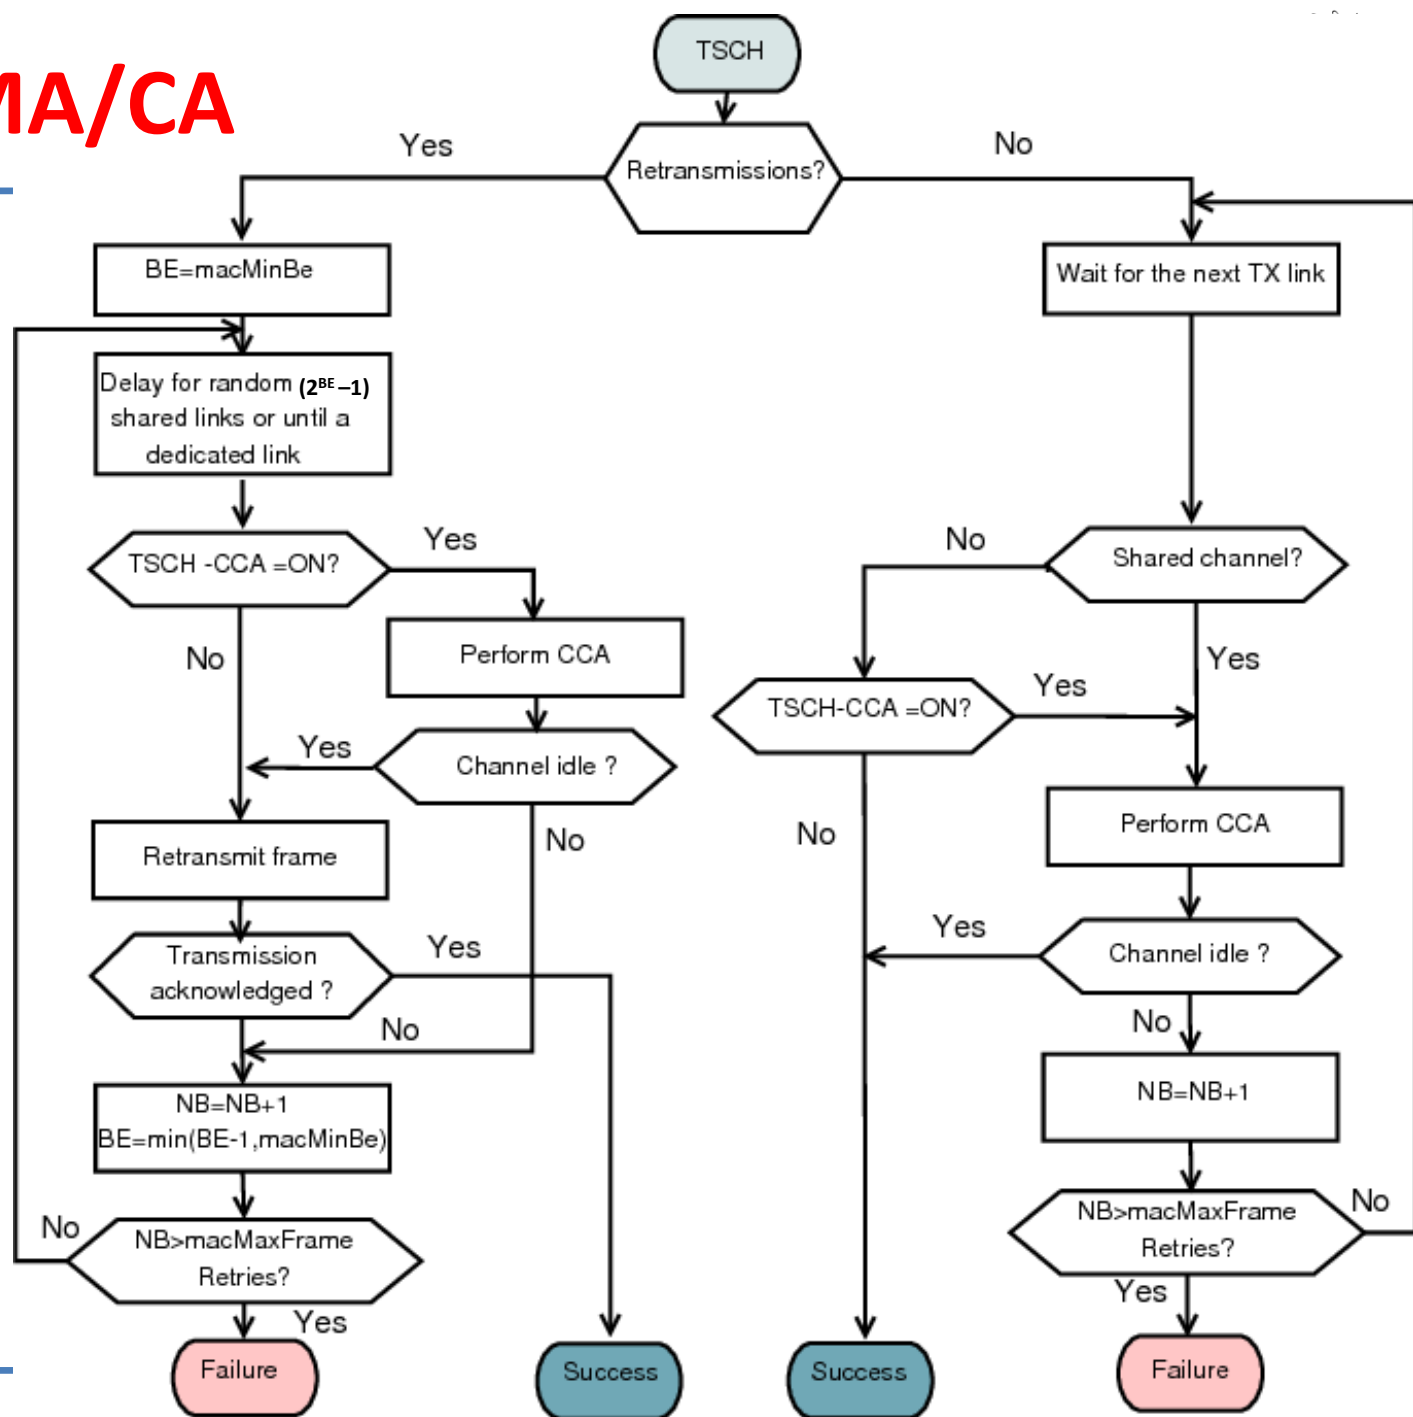 TSCH
MA/CA
Yes
No
Retransmissions?
BE=macMinBe
Wait for the next TX link
Delay for random (2ᴮᴱ –1)
shared links or until a
dedicated link
TSCH -CCA =ON?
Yes
No
Shared channel?
No
Perform CCA
Yes
TSCH-CCA =ON?
Yes
Yes
Channel idle ?
No
No
Perform CCA
Retransmit frame
Transmission
acknowledged ?
Yes
Yes
Channel idle ?
No
No
NB=NB+1
BE=min(BE-1,macMinBe)
NB=NB+1
No
NB>macMaxFrame
Retries?
NB>macMaxFrame
Retries?
No
Yes
Yes
Failure
Success
Success
Failure